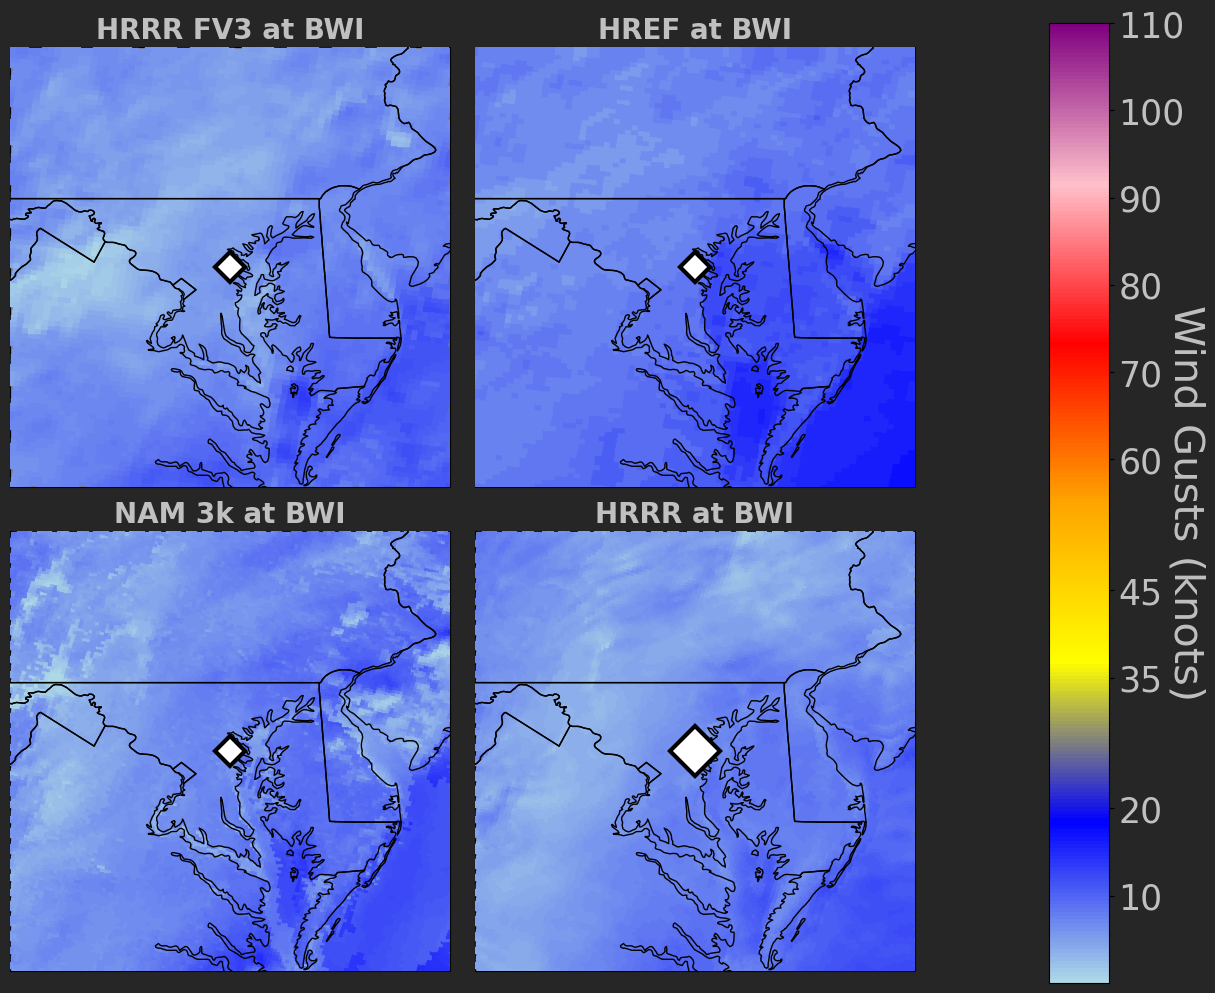 HRRR FV3 at BWI
HREF at BWI
NAM 3k at BWI
HRRR at BWI
110
100
90
80
70
60
45
35
20
10
Wind Gusts (knots)